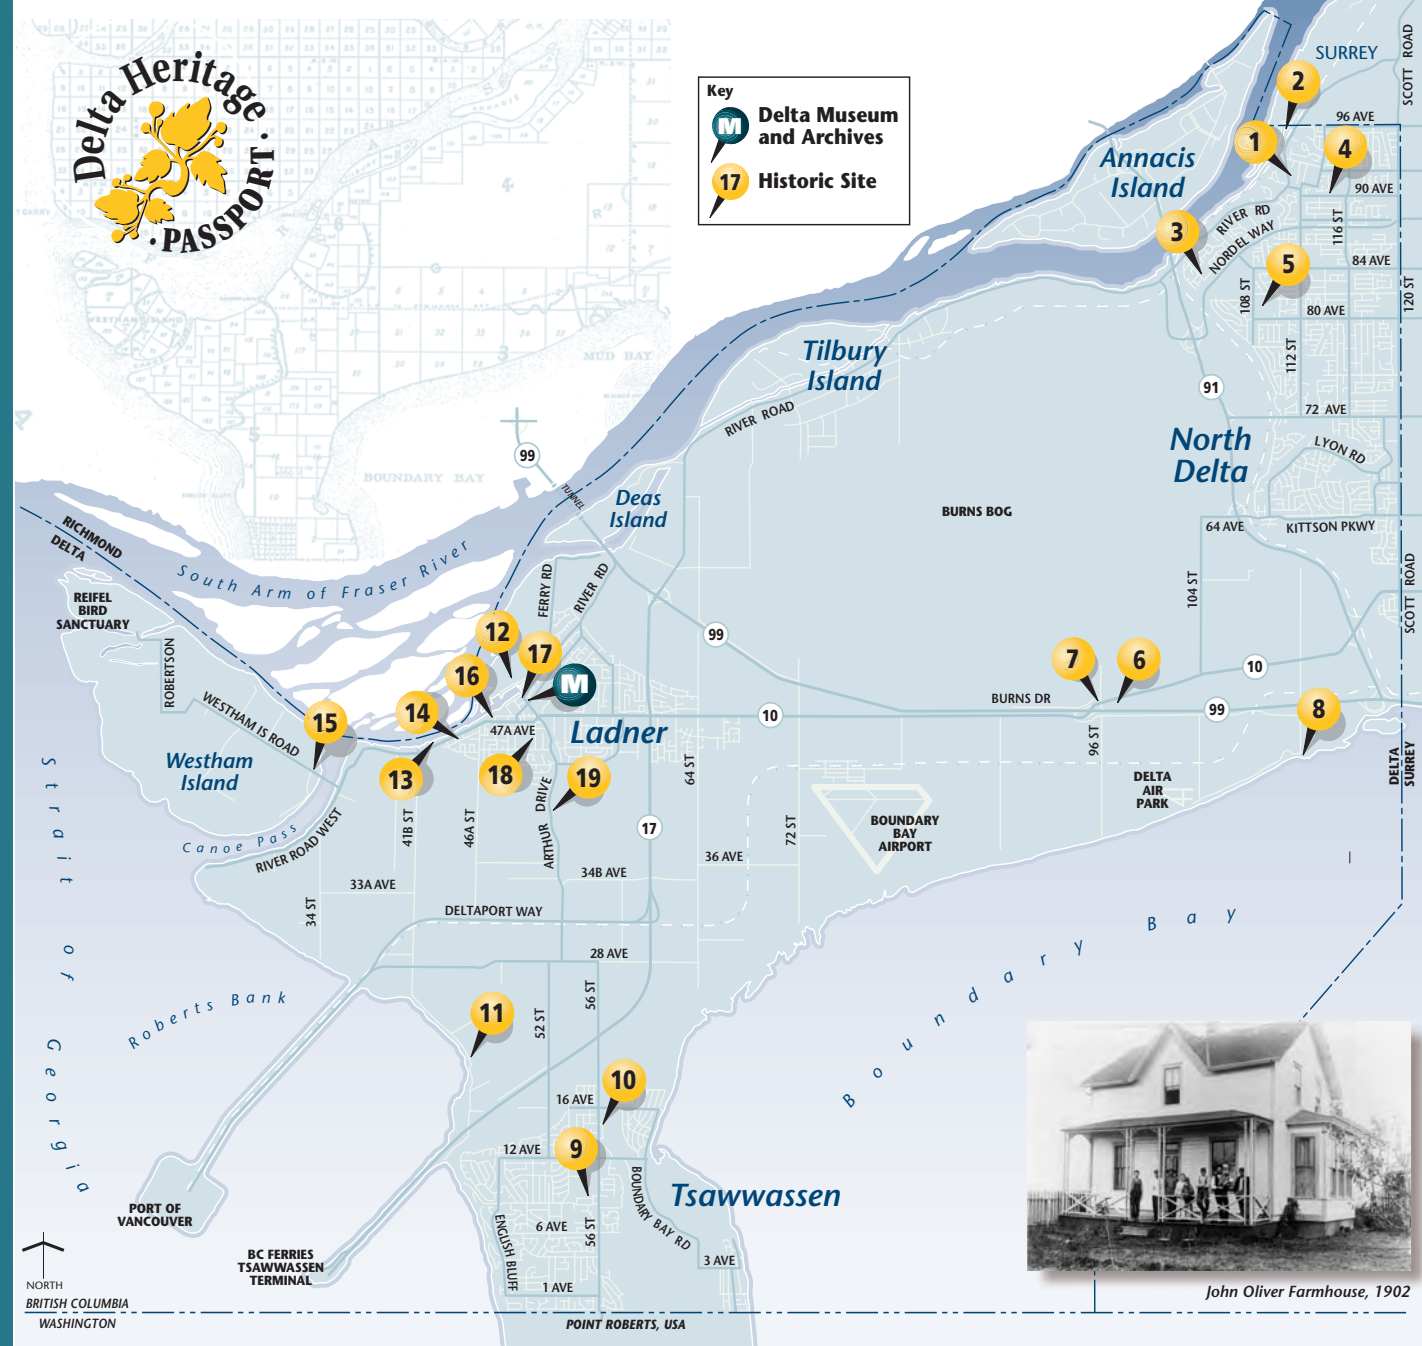 Delta Heritage
· PASSPORT ·
Key
M
Delta Museum
and Archives
17
Historic Site
MUD BAY
BOUNDARY BAY
SURREY
SCOTT ROAD
2
96 AVE
1
4
Annacis
Island
90 AVE
RIVER RD
116 ST
3
NORDEL WAY
84 AVE
5
108 ST
120 ST
80 AVE
112 ST
Tilbury
Island
91
72 AVE
RIVER ROAD
North
Delta
LYON RD
99
TUNNEL
Deas
Island
BURNS BOG
64 AVE
KITTSON PKWY
RICHMOND
DELTA
South Arm of Fraser River
FERRY RD
RIVER RD
104 ST
SCOTT ROAD
REIFEL
BIRD
SANCTUARY
12
99
17
7
6
10
ROBERTSON
16
M
WESTHAM IS ROAD
14
15
BURNS DR
99
8
10
47A AVE
Ladner
96 ST
Westham
Island
13
18
19
64 ST
DELTA
SURREY
DELTA
AIR
PARK
Strait of Georgia
Canoe Pass
RIVER ROAD WEST
41B ST
46A ST
ARTHUR DRIVE
17
72 ST
BOUNDARY
BAY
AIRPORT
36 AVE
33A AVE
34B AVE
34 ST
DELTAPORT WAY
Boundary Bay
28 AVE
Roberts Bank
56 ST
11
52 ST
10
16 AVE
12 AVE
9
BOUNDARY BAY RD
Tsawwassen
PORT OF
VANCOUVER
ENGLISH BLUFF
6 AVE
56 ST
BC FERRIES
TSAWWASSEN
TERMINAL
3 AVE
1 AVE
NORTH
BRITISH COLUMBIA
WASHINGTON
POINT ROBERTS, USA
John Oliver Farmhouse, 1902